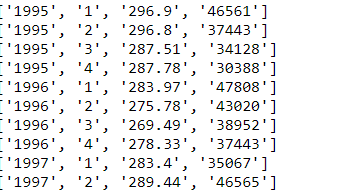 ['1995', '1', '296.9', '46561']
['1995', '2', '296.8', '37443']
['1995', '3', '287.51', '34128']
['1995', '4', '287.78', '30388']
['1996', '1', '283.97', '47808']
['1996', '2', '275.78', '43020']
['1996', '3', '269.49', '38952']
['1996', '4', '278.33', '37443']
['1997', '1', '283.4', '35067']
['1997', '2', '289.44', '46565']